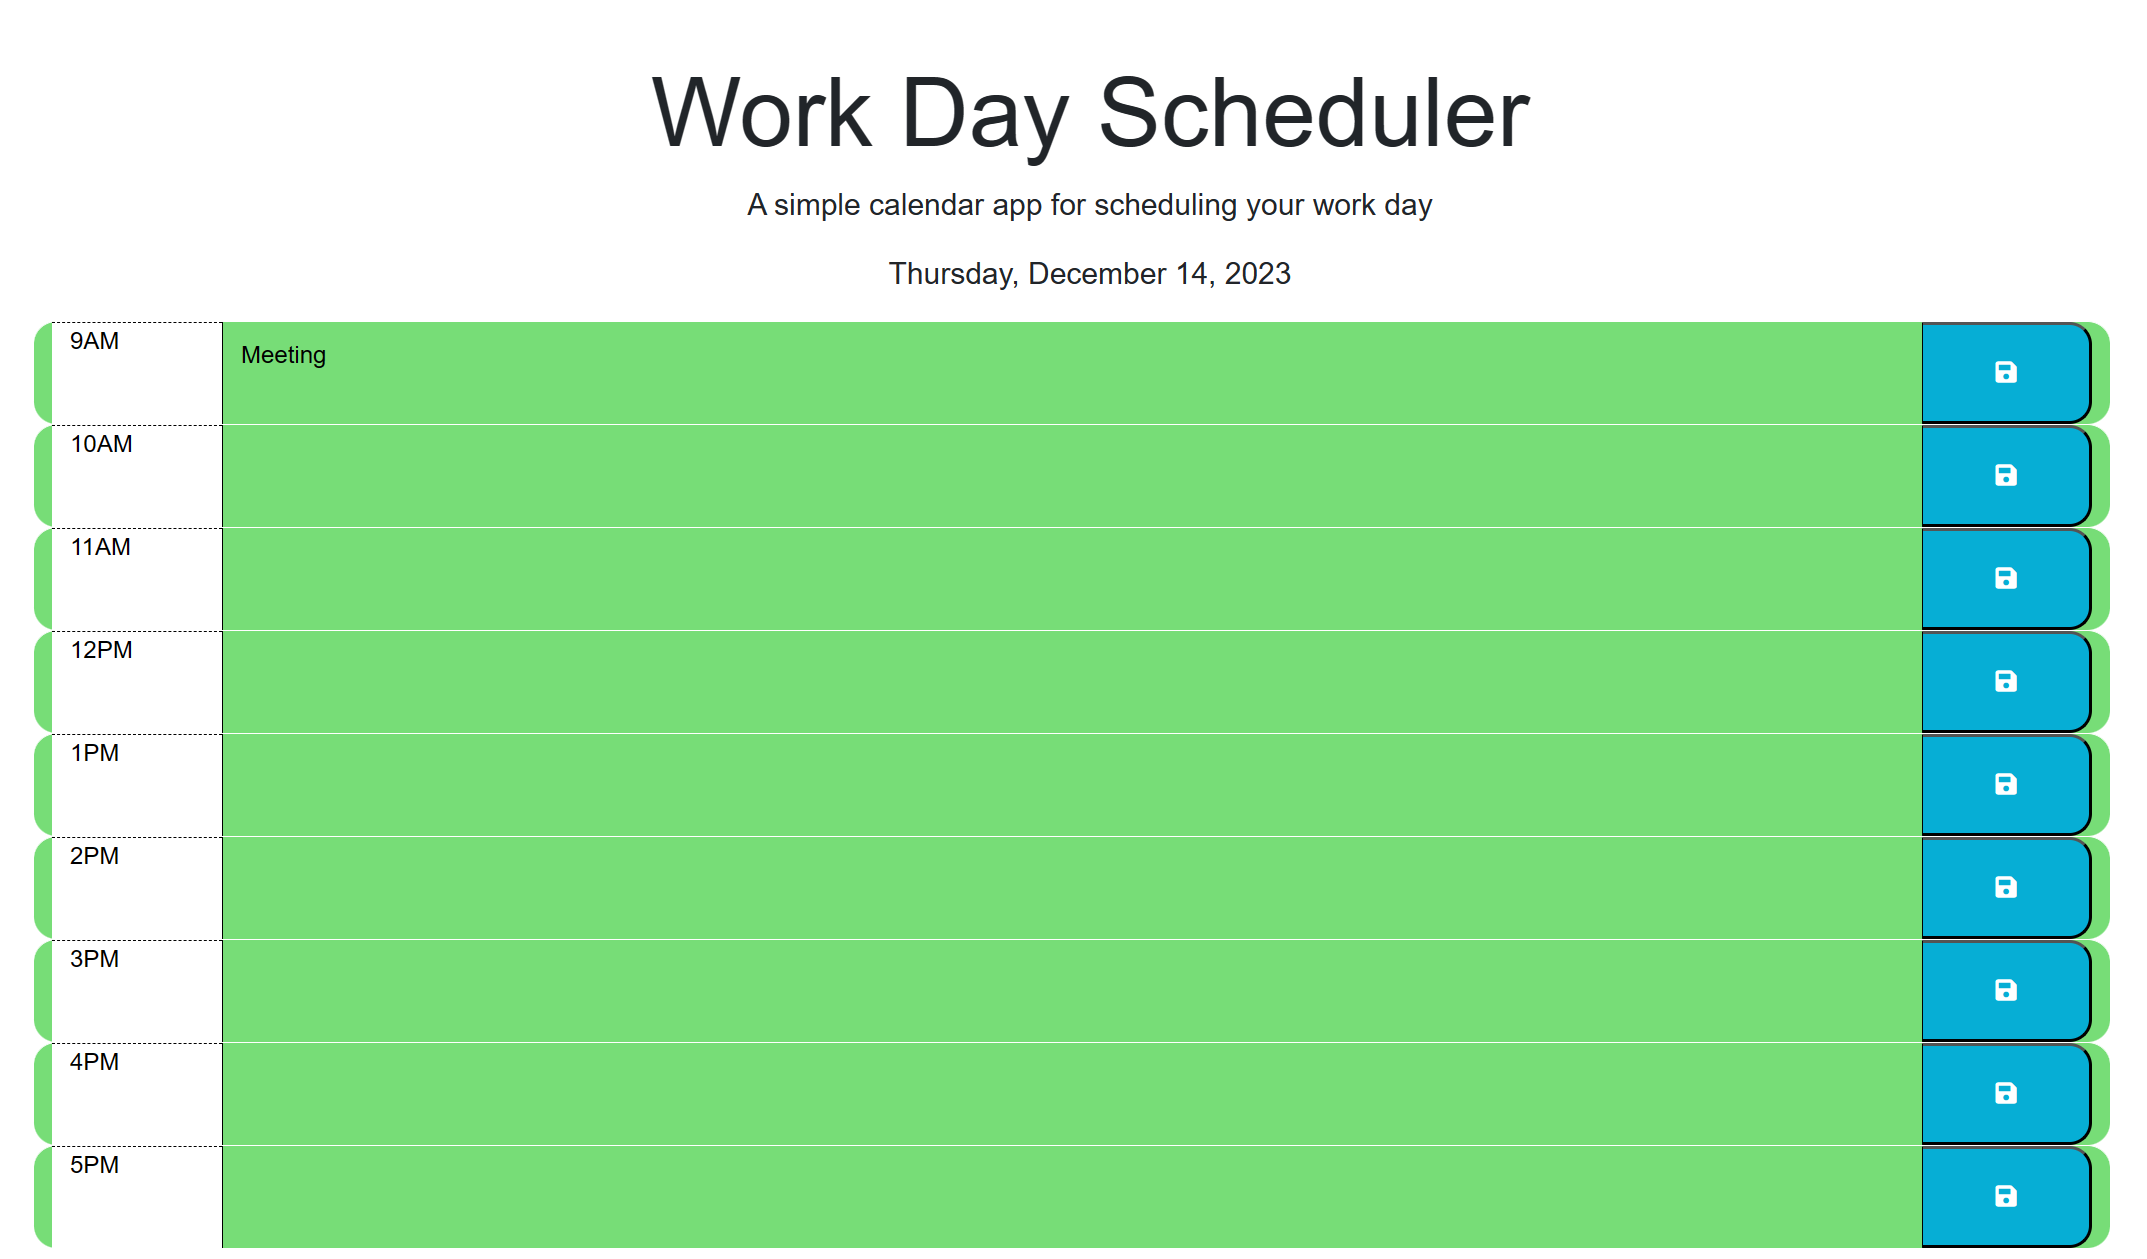 Work Day Scheduler
A simple calendar app for scheduling your work day
Thursday, December 14, 2023
9AM
Meeting
10AM
11AM
12PM
1PM
2PM
3PM
4PM
5PM